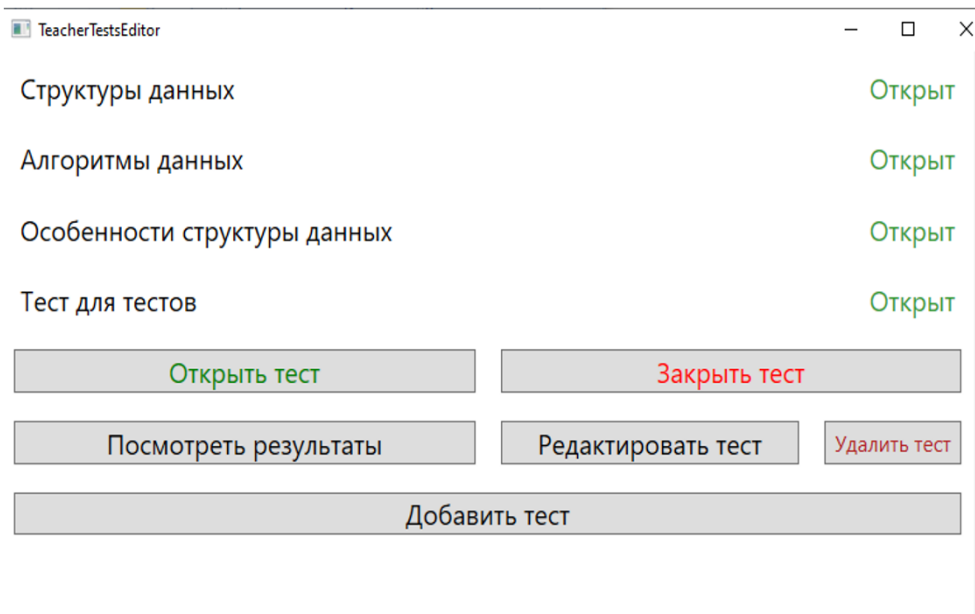 TeacherTestsEditor
Структуры данных Открыт
Алгоритмы данных Открыт
Особенности структуры данных Открыт
Тест для тестов Открыт
Открыть тест Закрыть тест
Посмотреть результаты Редактировать тест Удалить тест
Добавить тест